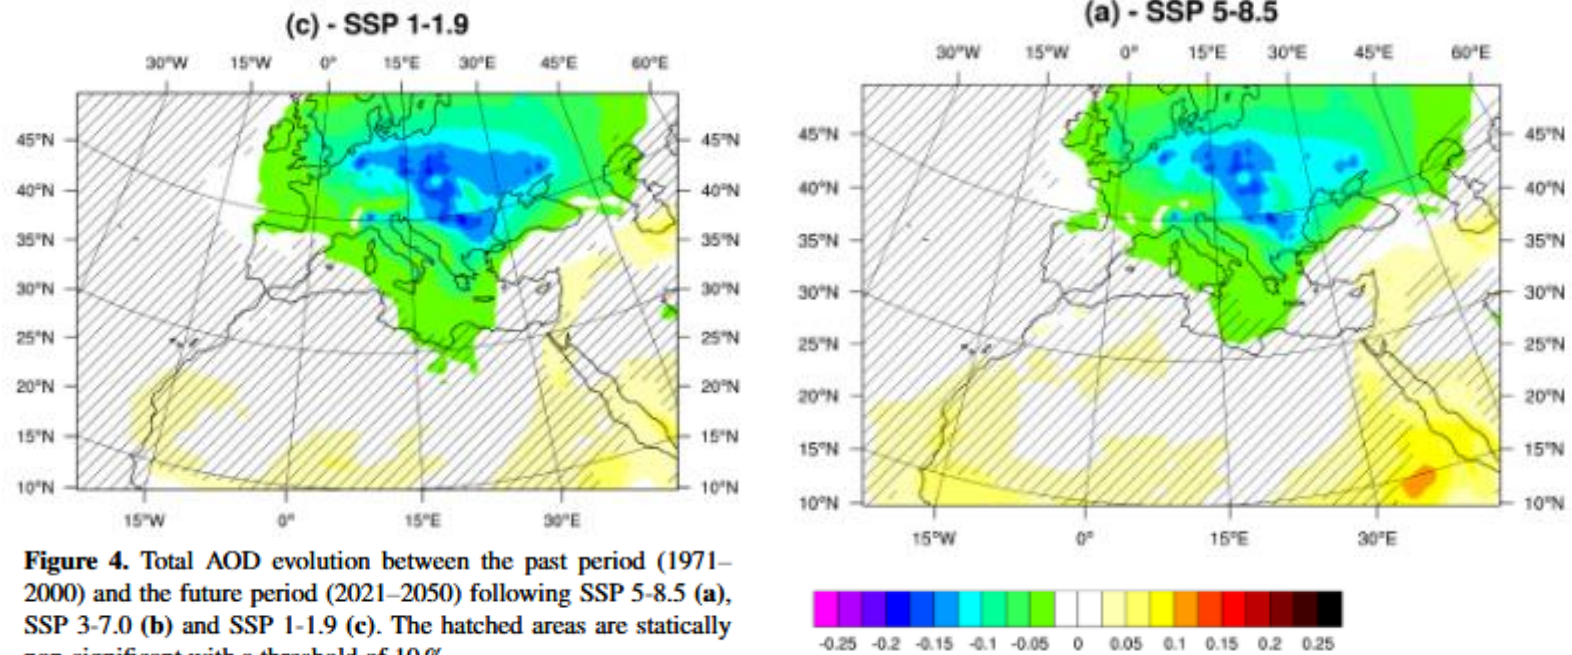 (c) - SSP 1-1.9
30°W 15°W 0° 15°E 30°E 45°E 60°E
45°N 45°N
40°N 40°N
35°N 35°N
30°N 30°N
25°N 25°N
20°N 20°N
15°N 15°N
10°N 10°N
15°W 0° 15°E 30°E
Figure 4. Total AOD evolution between the past period (1971–
2000) and the future period (2021–2050) following SSP 5-8.5 (a),
SSP 3-7.0 (b) and SSP 1-1.9 (c). The hatched areas are statically
non-significant with a threshold of 10 %.
(a) - SSP 5-8.5
30°W 15°W 0° 15°E 30°E 45°E 60°E
45°N 45°N
40°N 40°N
35°N 35°N
30°N 30°N
25°N 25°N
20°N 20°N
15°N 15°N
10°N 10°N
15°W 0° 15°E 30°E
-0.25 -0.2 -0.15 -0.1 -0.05 0 0.05 0.1 0.15 0.2 0.25